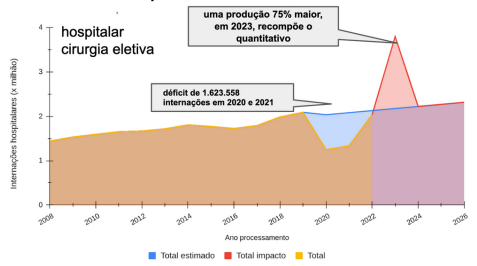 hospitalar
cirurgia eletiva
uma produção 75% maior,
em 2023, recompõe o
quantitativo
déficit de 1.623.558
internações em 2020 e 2021
Internações hospitalares (x milhão)
4
3
2
1
0
2008
2010
2012
2014
2016
2018
2020
2022
2024
2026
Ano processamento
Total estimado
Total impacto
Total